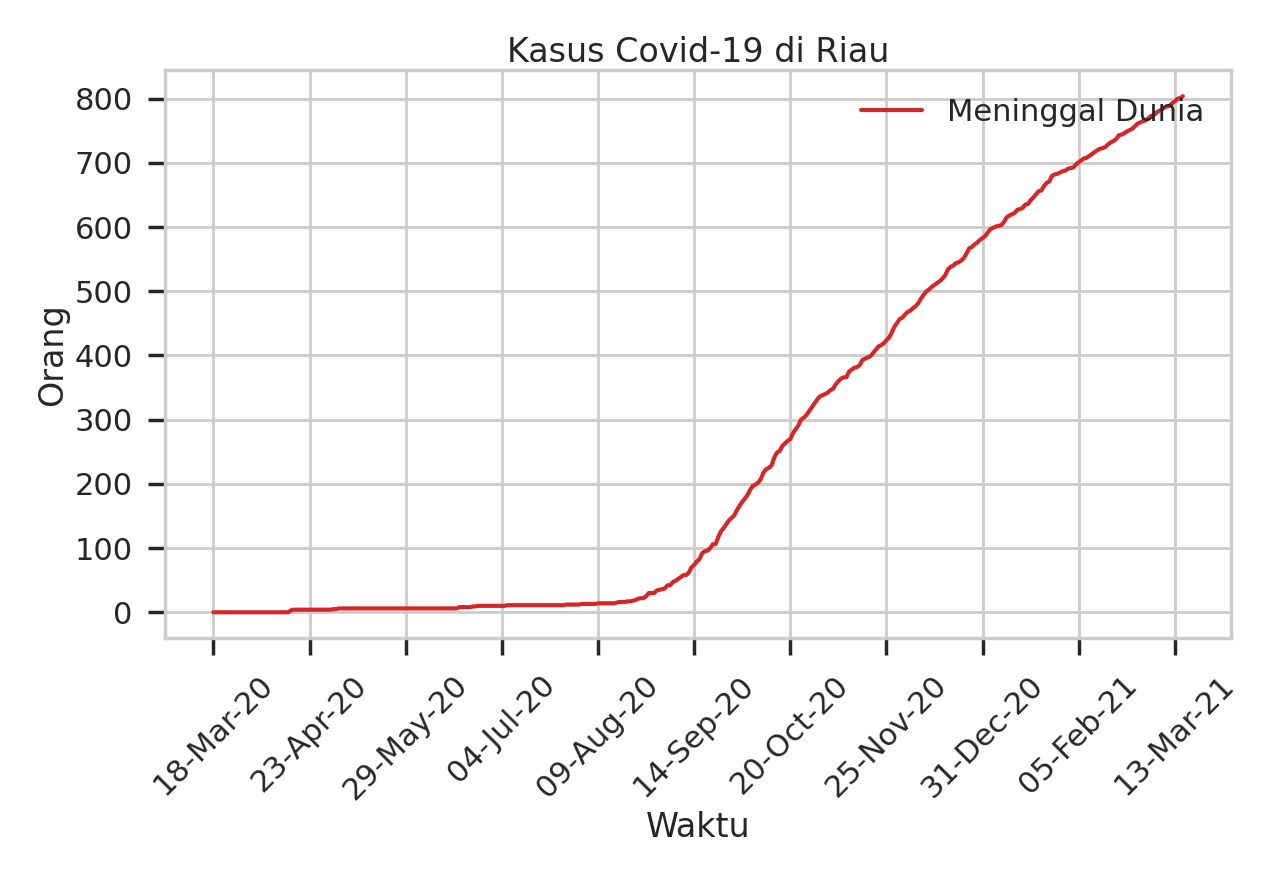 Kasus Covid-19 di Riau
Meninggal Dunia
Orang
800
700
600
500
400
300
200
100
0
18-Mar-20
23-Apr-20
29-May-20
04-Jul-20
09-Aug-20
14-Sep-20
20-Oct-20
25-Nov-20
31-Dec-20
05-Feb-21
13-Mar-21
Waktu